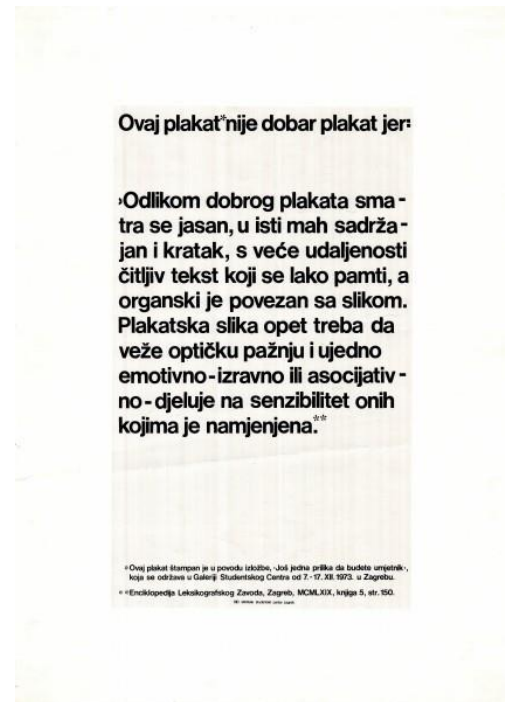 Ovaj plakat*nije dobar plakat jer:
›Odlikom dobrog plakata sma-
tra se jasan, u isti mah sadrža-
jan i kratak, s veće udaljenosti
čitljiv tekst koji se lako pamti, a
organski je povezan sa slikom.
Plakatska slika opet treba da
veže optičku pažnju i ujedno
emotivno-izravno ili asocijativ-
no-djeluje na senzibilitet onih
kojima je namjenjena.‹**
*Ovaj plakat štampan je u povodu izložbe, ›Još jedna prilika da budete umjetnik‹,
koja se održava u Galeriji Studentskog Centra od 7.-17. XII. 1973. u Zagrebu.
**Enciklopedija Leksikografskog Zavoda, Zagreb, MCMLXIX, knjiga 5, str. 150.